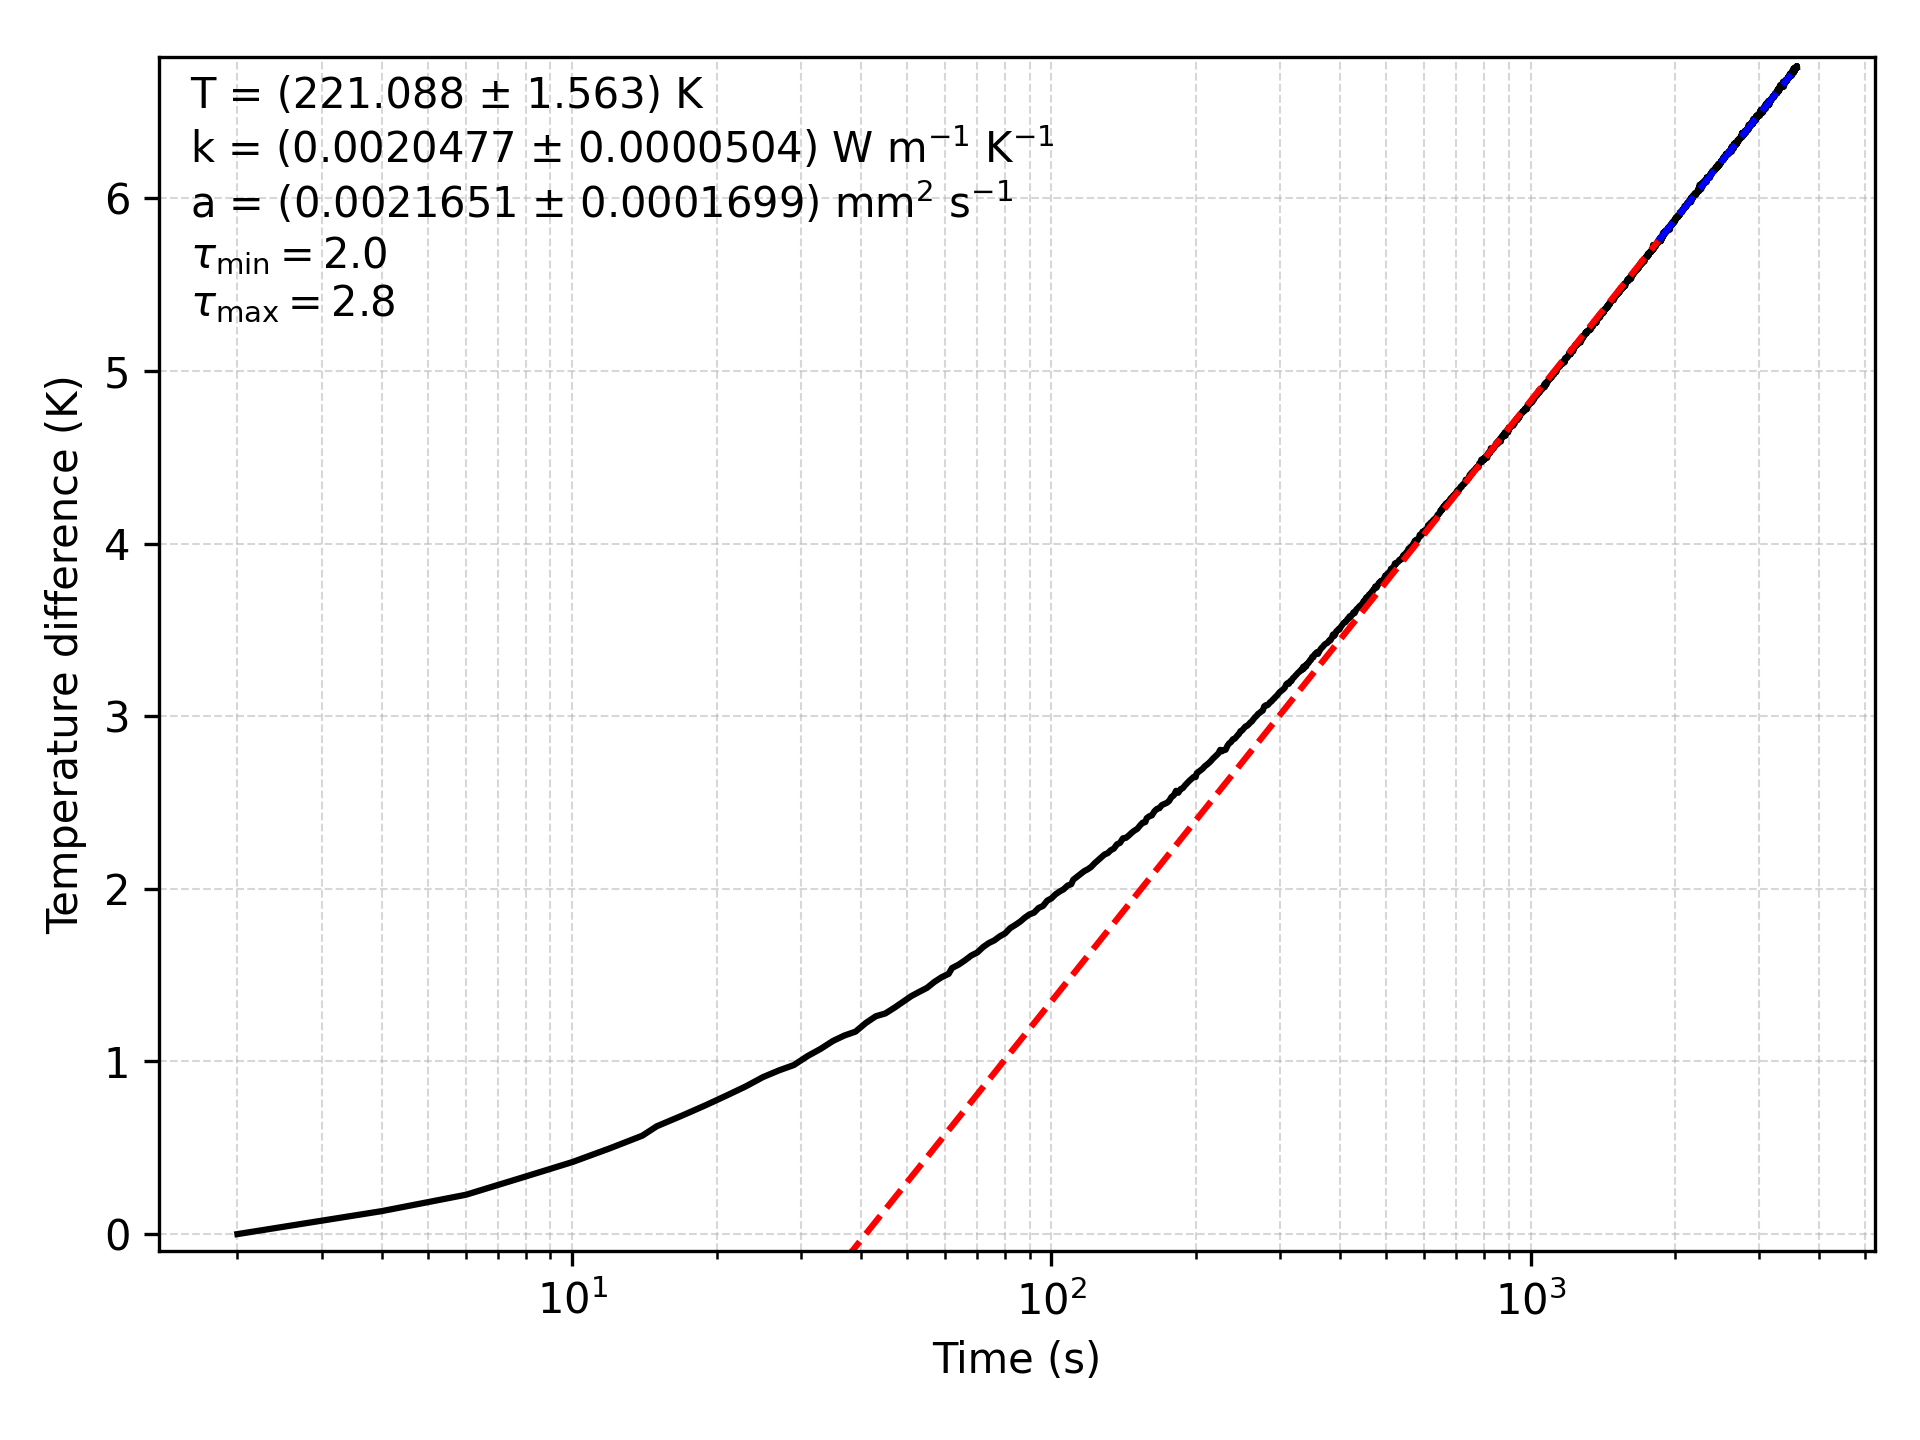 T = (221.088 ± 1.563) K
k = (0.0020477 ± 0.0000504) W m⁻¹ K⁻¹
a = (0.0021651 ± 0.0001699) mm² s⁻¹
τmin = 2.0
τmax = 2.8
Temperature difference (K)
6
5
4
3
2
1
0
10¹ 10² 10³
Time (s)